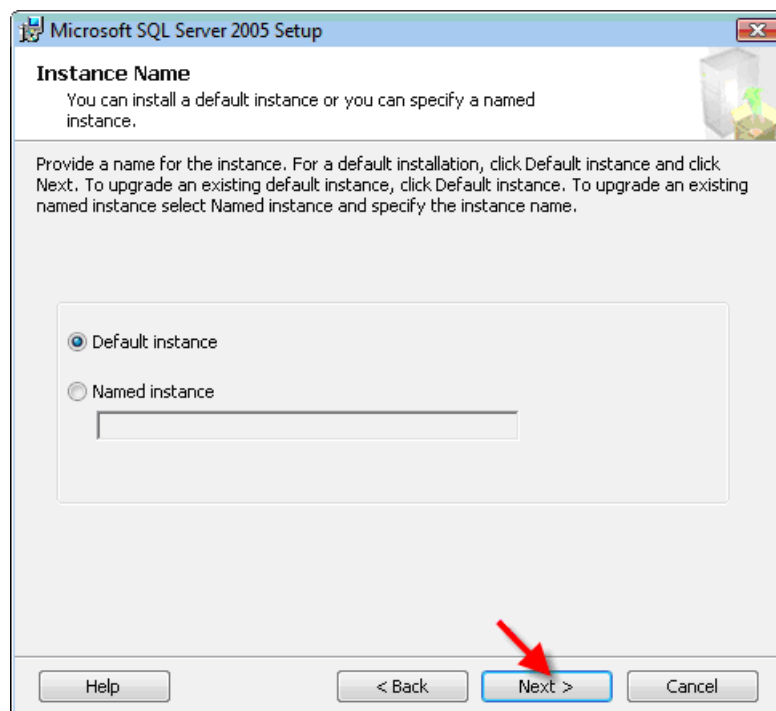 Microsoft SQL Server 2005 Setup
Instance Name
You can install a default instance or you can specify a named
instance.
Provide a name for the instance. For a default installation, click Default instance and click
Next. To upgrade an existing default instance, click Default instance. To upgrade an existing
named instance select Named instance and specify the instance name.
Default instance
Named instance
Help
< Back
Next >
Cancel